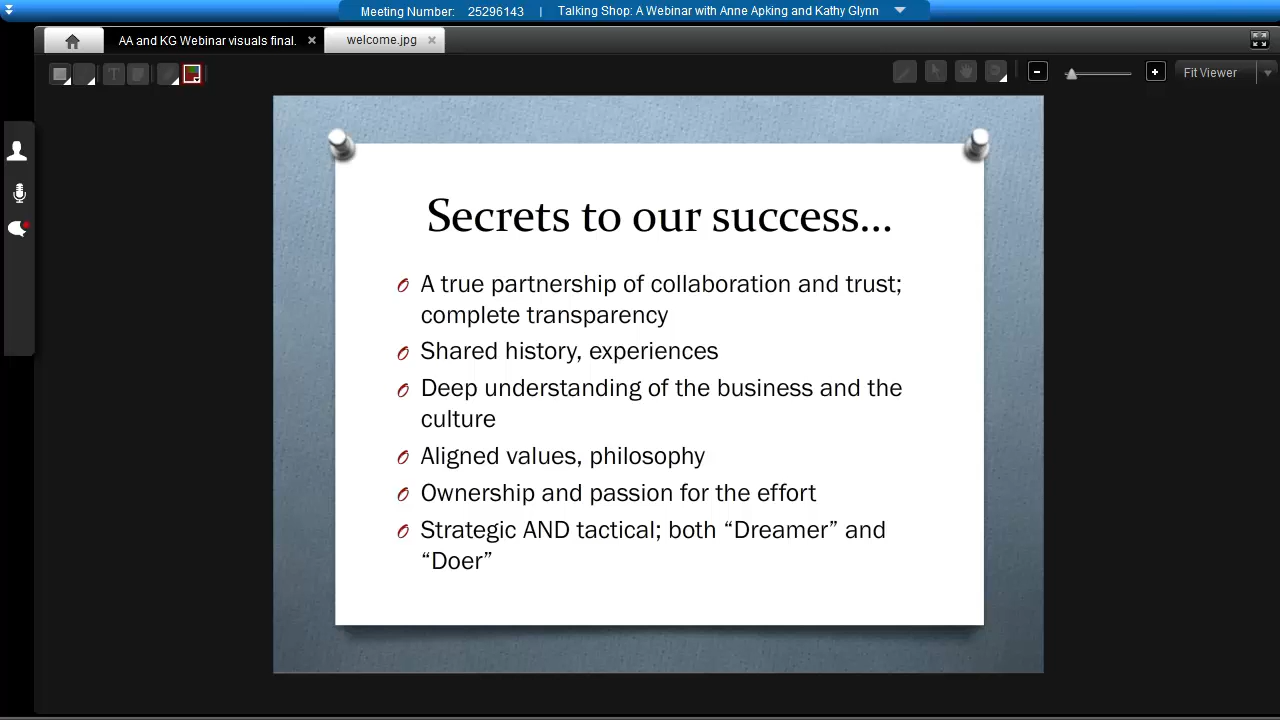 Meeting Number: 25296143 | Talking Shop: A Webinar with Anne Apking and Kathy Glynn
AA and KG Webinar visuals final.
welcome.jpg
Fit Viewer
Secrets to our success...
A true partnership of collaboration and trust;
complete transparency
Shared history, experiences
Deep understanding of the business and the
culture
Aligned values, philosophy
Ownership and passion for the effort
Strategic AND tactical; both “Dreamer” and
“Doer”